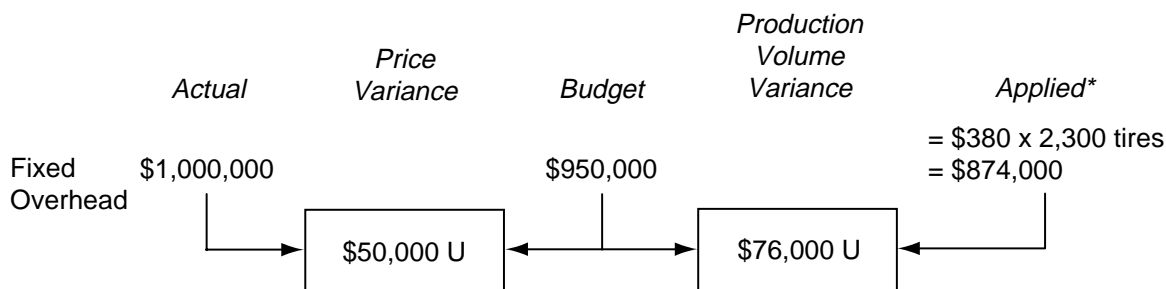 Actual
Price
Variance
Budget
Production
Volume
Variance
Applied*
Fixed
Overhead
$1,000,000
$950,000
= $380 x 2,300 tires
= $874,000
$50,000 U
$76,000 U